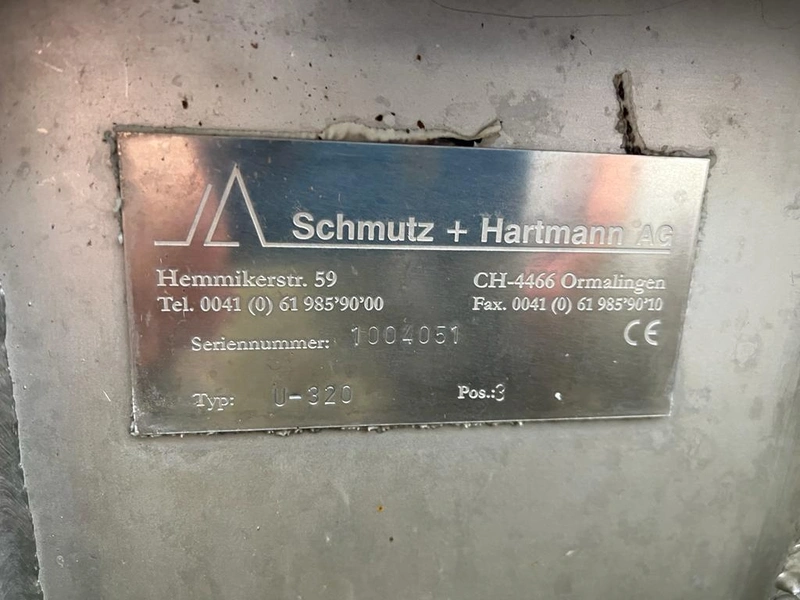 Schmutz + Hartmann AG
Hemmikerstr. 59 CH-4466 Ormalingen
Tel. 0041 (0) 61 985'90'00 Fax. 0041 (0) 61 985'90'10
Seriennummer: 1004051 CE
Typ: U-320 Pos.:3